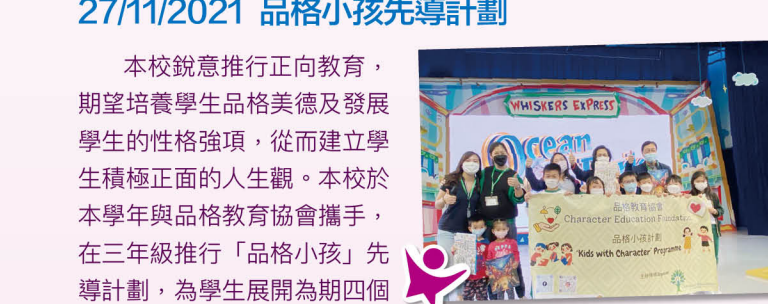 27/11/2021 品格小孩先導計劃
本校銳意推行正向教育，
期望培養學生品格美德及發展
學生的性格強項，從而建立學
生積極正面的人生觀。本校於
本學年與品格教育協會攜手，
在三年級推行「品格小孩」先
導計劃，為學生展開為期四個
WHISKERS EXPRESS
Ocean
品格教育協會
Character Education Foundation
品格小孩計劃
"Kids with Character" Programme